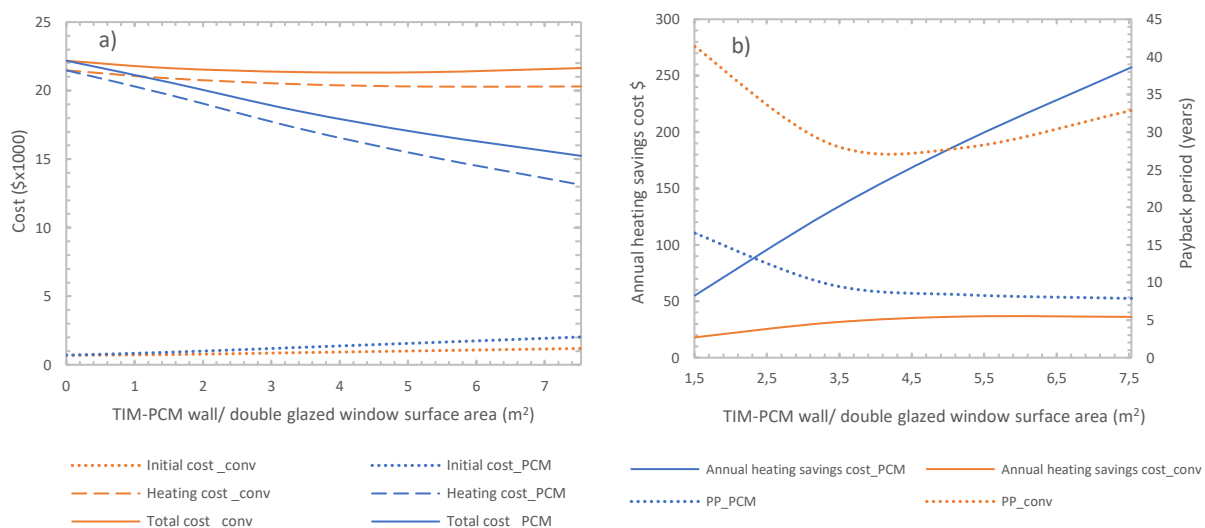 a)
Cost ($x1000)
25
20
15
10
5
0
0 1 2 3 4 5 6 7
TIM-PCM wall/ double glazed window surface area (m²)
Initial cost _conv
Initial cost_PCM
Heating cost _conv
Heating cost_PCM
Total cost _conv
Total cost _PCM
b)
Annual heating savings cost $
300
250
200
150
100
50
0
45
40
35
30
25
20
15
10
5
0
Payback period (years)
1,5 2,5 3,5 4,5 5,5 6,5 7,5
TIM-PCM wall/ double glazed window surface area (m²)
Annual heating savings cost_PCM
Annual heating savings cost_conv
PP_PCM
PP_conv